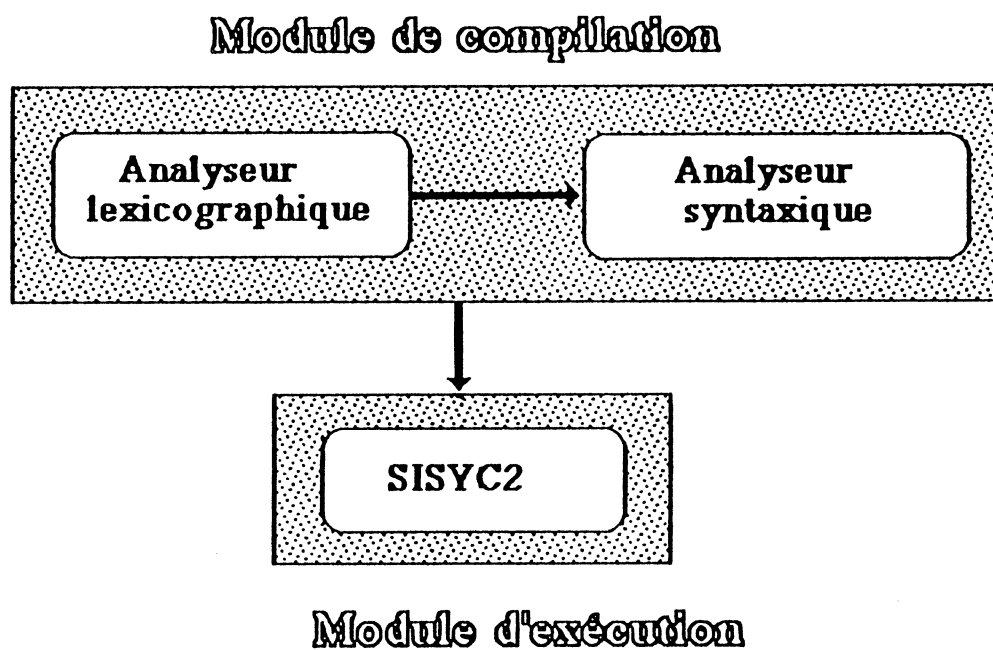 Module de compilation
Analyseur
lexicographique
Analyseur
syntaxique
SISYC2
Module d'exécution